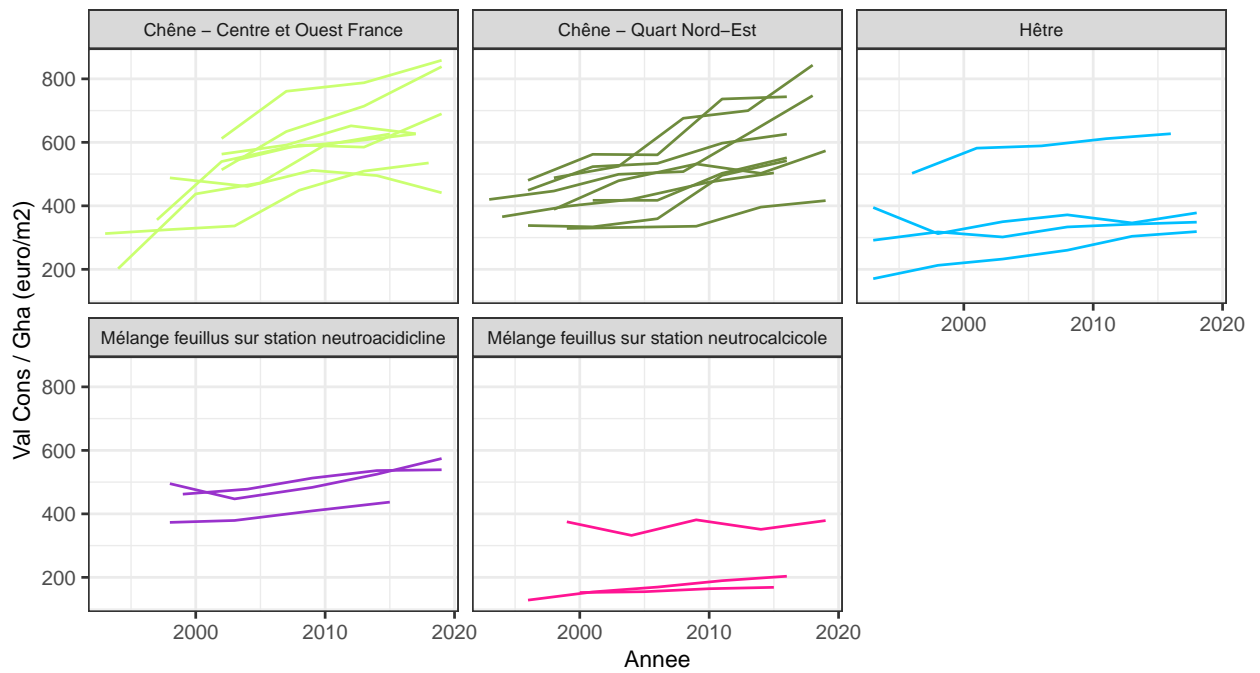 Chêne − Centre et Ouest France
Chêne − Quart Nord−Est
Hêtre
800
600
400
200
2000
2010
2020
Mélange feuillus sur station neutroacidicline
Mélange feuillus sur station neutrocalcicole
800
600
400
200
2000
2010
2020
2000
2010
2020
Val Cons / Gha (euro/m2)
Annee